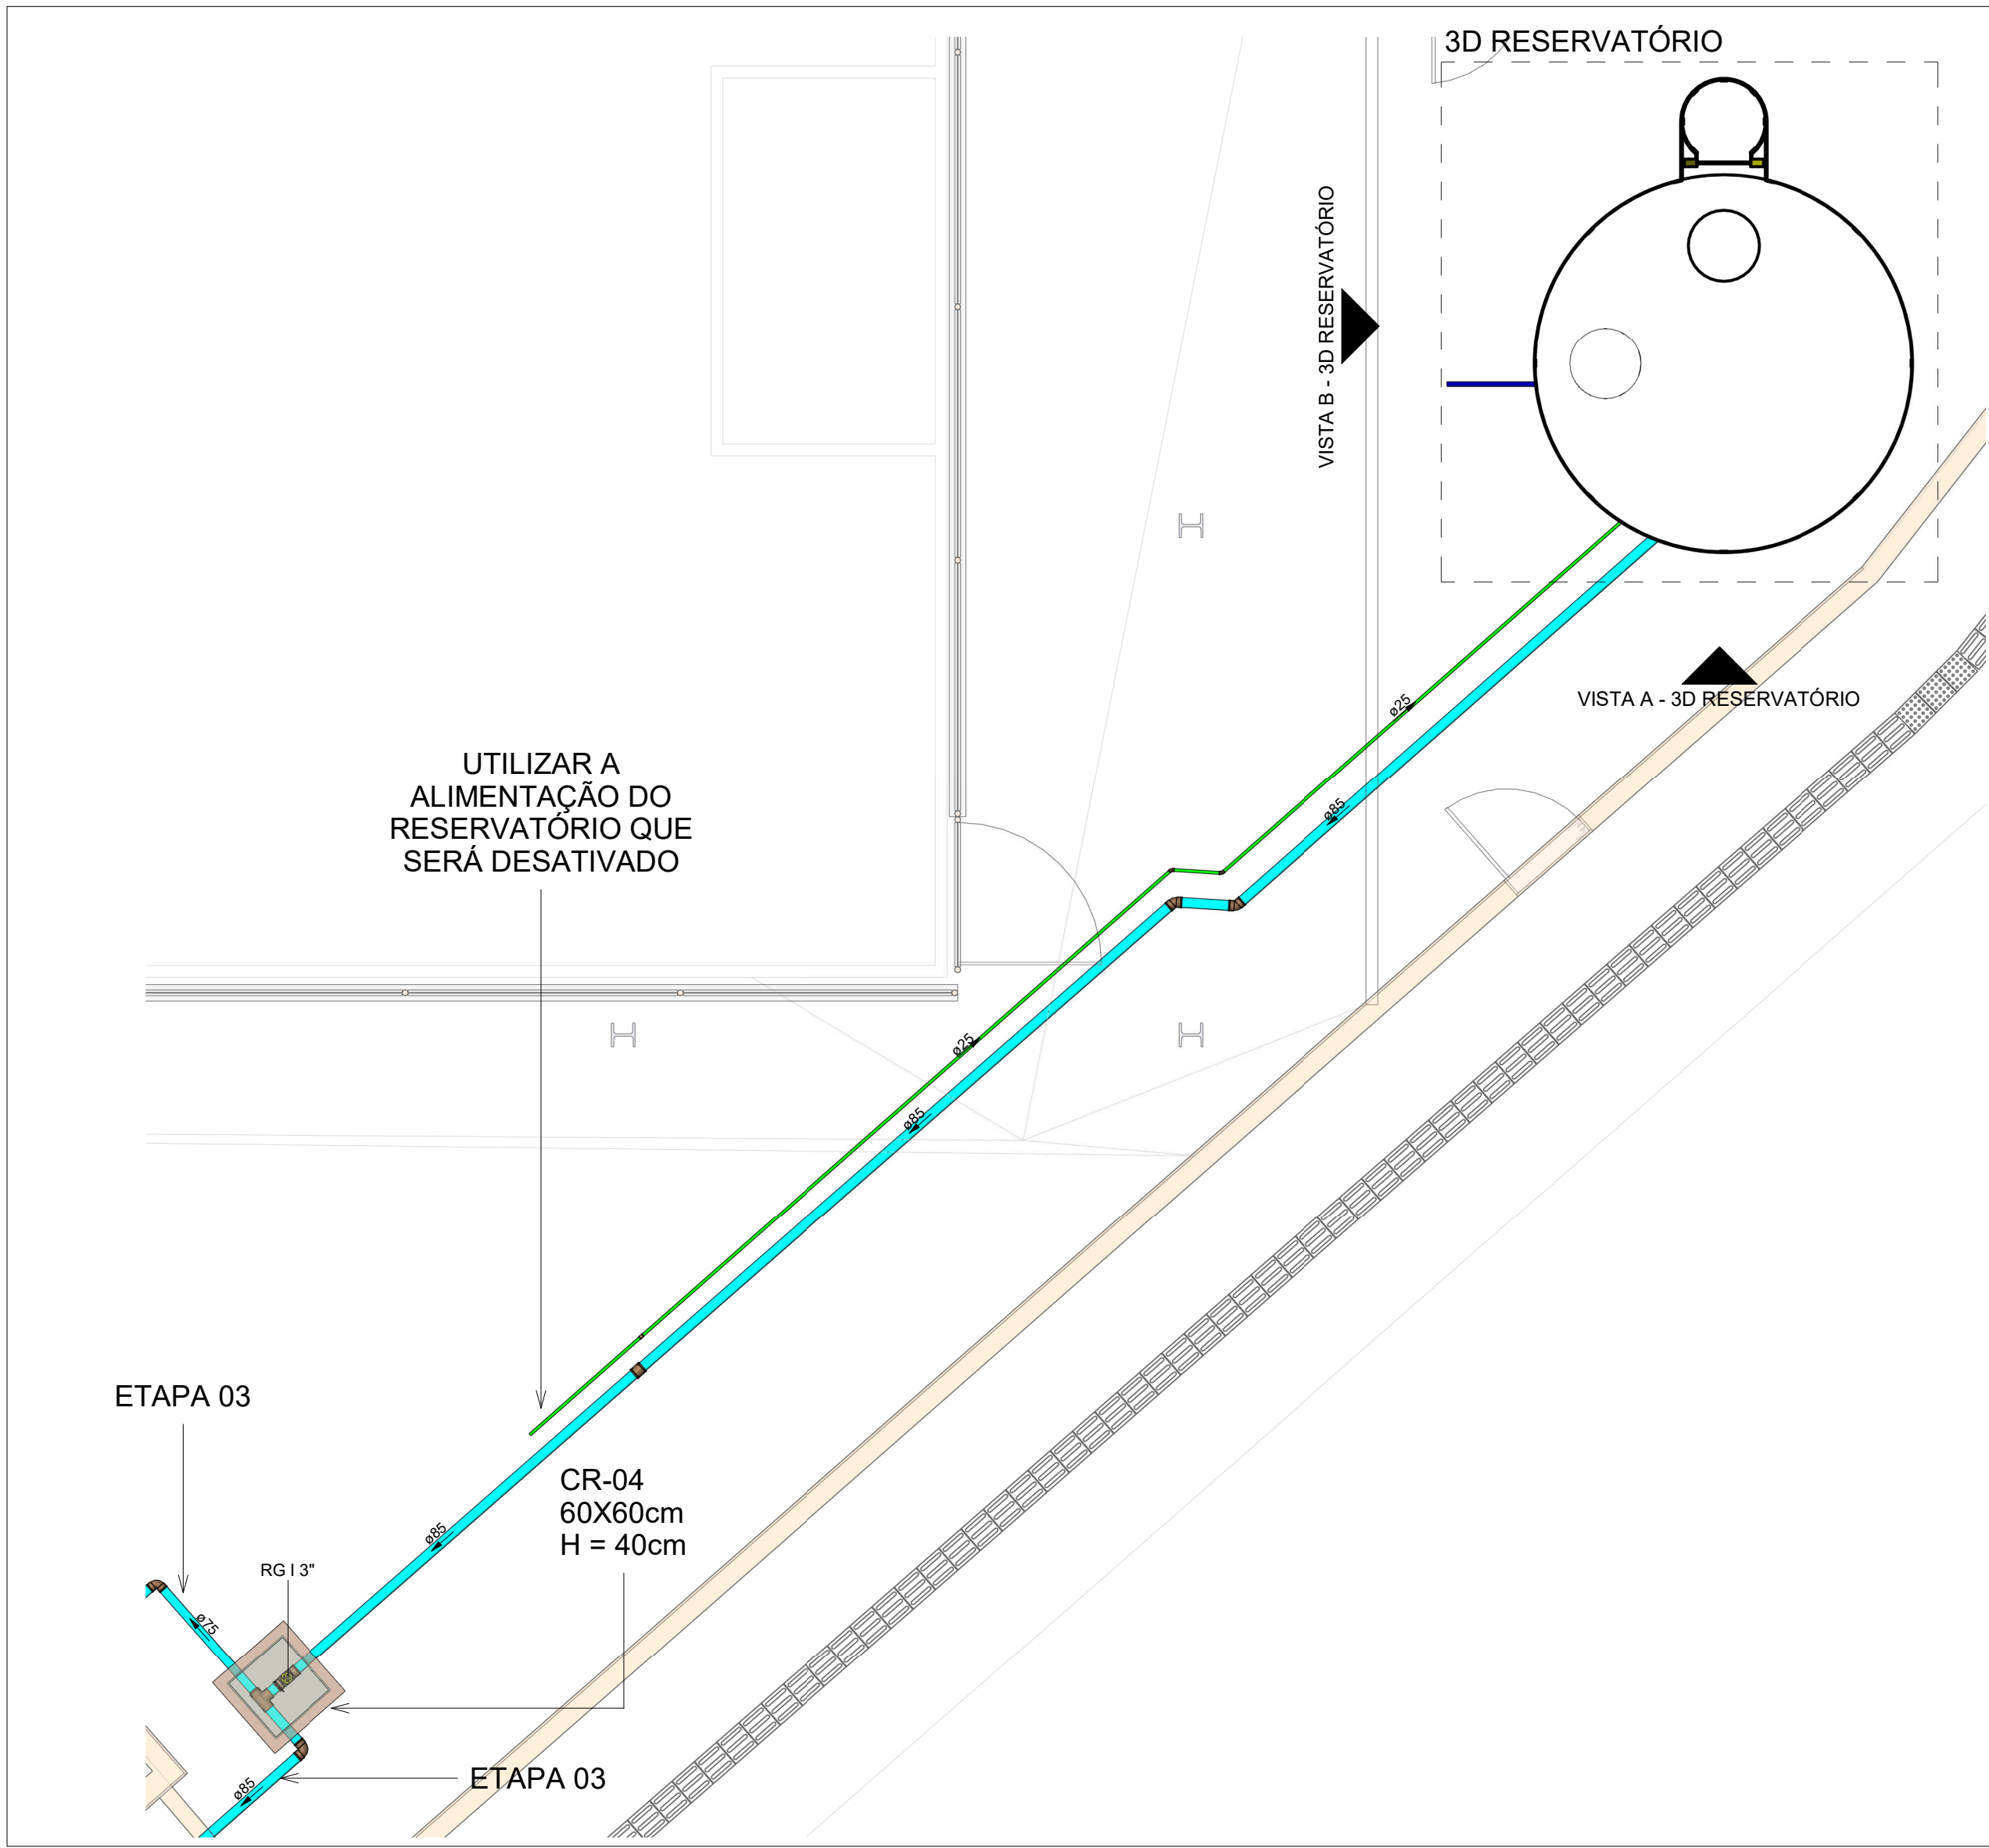 3D RESERVATÓRIO
VISTA B - 3D RESERVATÓRIO
VISTA A - 3D RESERVATÓRIO
ø25
ø85
UTILIZAR A
ALIMENTAÇÃO DO
RESERVATÓRIO QUE
SERÁ DESATIVADO
ø25
ø85
ETAPA 03
CR-04
60X60cm
H = 40cm
ø85
RG I 3"
ø75
ETAPA 03
ø85